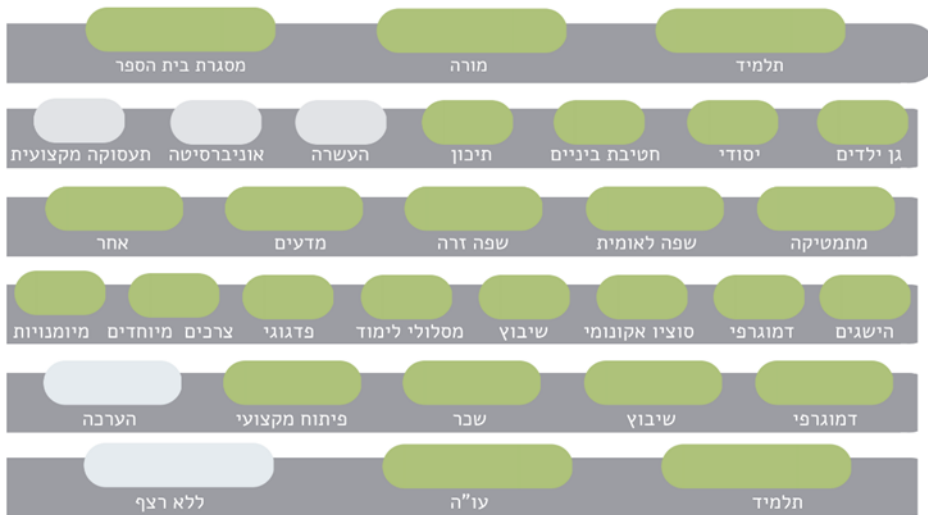 תלמיד מורה מסגרת בית הספר
גן ילדים יסודי חטיבת ביניים תיכון העשרה אוניברסיטה תעסוקה מקצועית
מתמטיקה שפה לאומית שפה זרה מדעים אחר
הישגים דמוגרפי סוציו אקונומי שיבוץ מסלולי לימוד פדגוגי צרכים מיוחדים מיומנויות
דמוגרפי שיבוץ שכר פיתוח מקצועי הערכה
תלמיד עו"ה ללא רצף